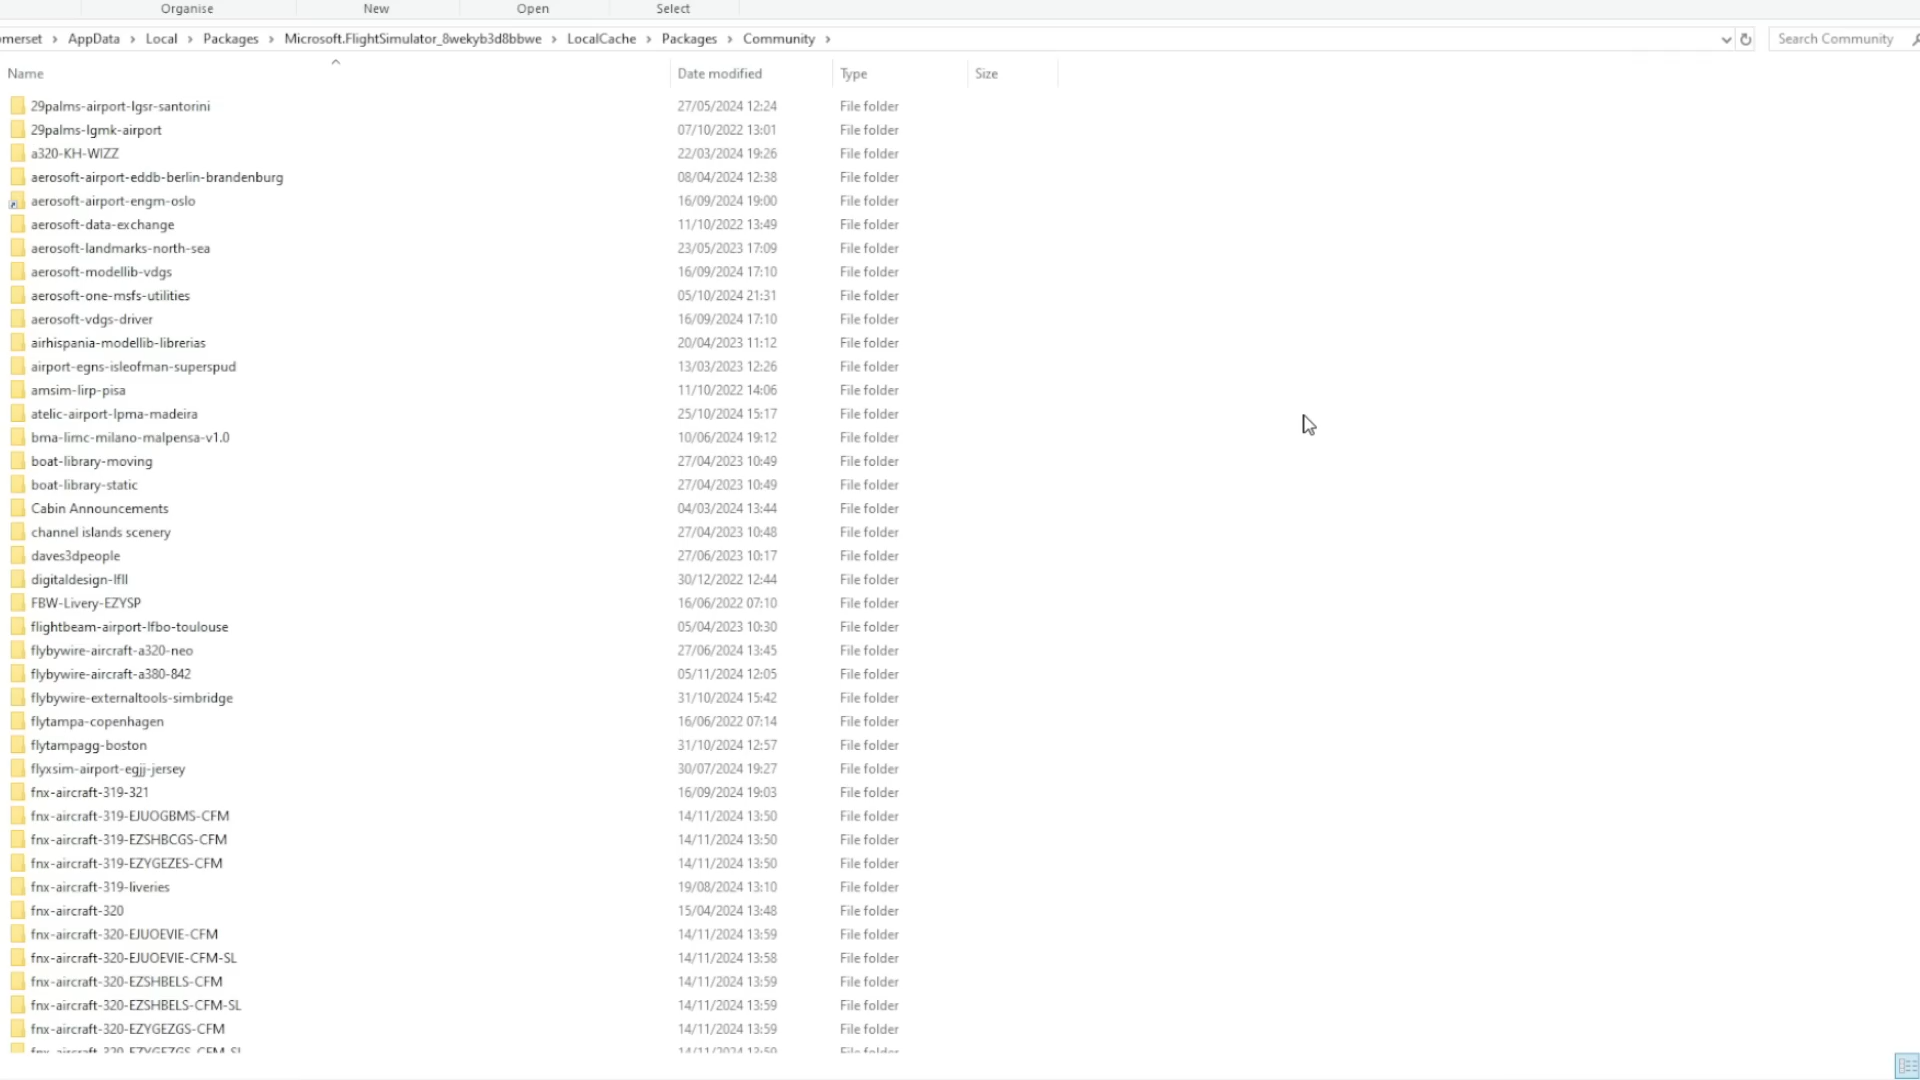 Organise New Open Select
merset › AppData › Local › Packages › Microsoft.FlightSimulator_8wekyb3d8bbwe › LocalCache › Packages › Community › Search Community
Name Date modified Type Size
29palms-airport-lgsr-santorini 27/05/2024 12:24 File folder
29palms-lgmk-airport 07/10/2022 13:01 File folder
a320-KH-WIZZ 22/03/2024 19:26 File folder
aerosoft-airport-eddb-berlin-brandenburg 08/04/2024 12:38 File folder
aerosoft-airport-engm-oslo 16/09/2024 19:00 File folder
aerosoft-data-exchange 11/10/2022 13:49 File folder
aerosoft-landmarks-north-sea 23/05/2023 17:09 File folder
aerosoft-modellib-vdgs 16/09/2024 17:10 File folder
aerosoft-one-msfs-utilities 05/10/2024 21:31 File folder
aerosoft-vdgs-driver 16/09/2024 17:10 File folder
airhispania-modellib-librerias 20/04/2023 11:12 File folder
airport-egns-isleofman-superspud 13/03/2023 12:26 File folder
amsim-lirp-pisa 11/10/2022 14:06 File folder
atelic-airport-lpma-madeira 25/10/2024 15:17 File folder
bma-limc-milano-malpensa-v1.0 10/06/2024 19:12 File folder
boat-library-moving 27/04/2023 10:49 File folder
boat-library-static 27/04/2023 10:49 File folder
Cabin Announcements 04/03/2024 13:44 File folder
channel islands scenery 27/04/2023 10:48 File folder
daves3dpeople 27/06/2023 10:17 File folder
digitaldesign-lfll 30/12/2022 12:44 File folder
FBW-Livery-EZYSP 16/06/2022 07:10 File folder
flightbeam-airport-lfbo-toulouse 05/04/2023 10:30 File folder
flybywire-aircraft-a320-neo 27/06/2024 13:45 File folder
flybywire-aircraft-a380-842 05/11/2024 12:05 File folder
flybywire-externaltools-simbridge 31/10/2024 15:42 File folder
flytampa-copenhagen 16/06/2022 07:14 File folder
flytampagg-boston 31/10/2024 12:57 File folder
flyxsim-airport-egjj-jersey 30/07/2024 19:27 File folder
fnx-aircraft-319-321 16/09/2024 19:03 File folder
fnx-aircraft-319-EJUOGBMS-CFM 14/11/2024 13:50 File folder
fnx-aircraft-319-EZSHBCGS-CFM 14/11/2024 13:50 File folder
fnx-aircraft-319-EZYGEZES-CFM 14/11/2024 13:50 File folder
fnx-aircraft-319-liveries 19/08/2024 13:10 File folder
fnx-aircraft-320 15/04/2024 13:48 File folder
fnx-aircraft-320-EJUOEVIE-CFM 14/11/2024 13:59 File folder
fnx-aircraft-320-EJUOEVIE-CFM-SL 14/11/2024 13:58 File folder
fnx-aircraft-320-EZSHBELS-CFM 14/11/2024 13:59 File folder
fnx-aircraft-320-EZSHBELS-CFM-SL 14/11/2024 13:59 File folder
fnx-aircraft-320-EZYGEZGS-CFM 14/11/2024 13:59 File folder
fnx-aircraft-320-EZYGEZGS-CFM-SL 14/11/2024 13:59 File folder